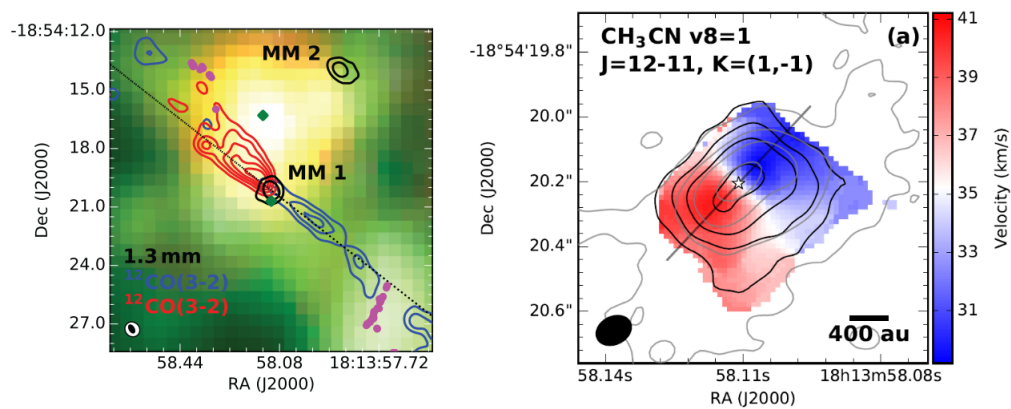 -18:54:12.0
15.0
18.0
21.0
24.0
27.0
Dec (J2000)
MM 2
MM 1
1.3 mm
¹²CO(3-2)
¹²CO(3-2)
58.44
58.08
18:13:57.72
RA (J2000)
CH₃CN v8=1
(a)
J=12-11, K=(1,-1)
-18°54'19.8"
20.0"
20.2"
20.4"
20.6"
Dec (J2000)
400 au
58.14s
58.11s
18h13m58.08s
RA (J2000)
41
39
37
35
33
31
Velocity (km/s)